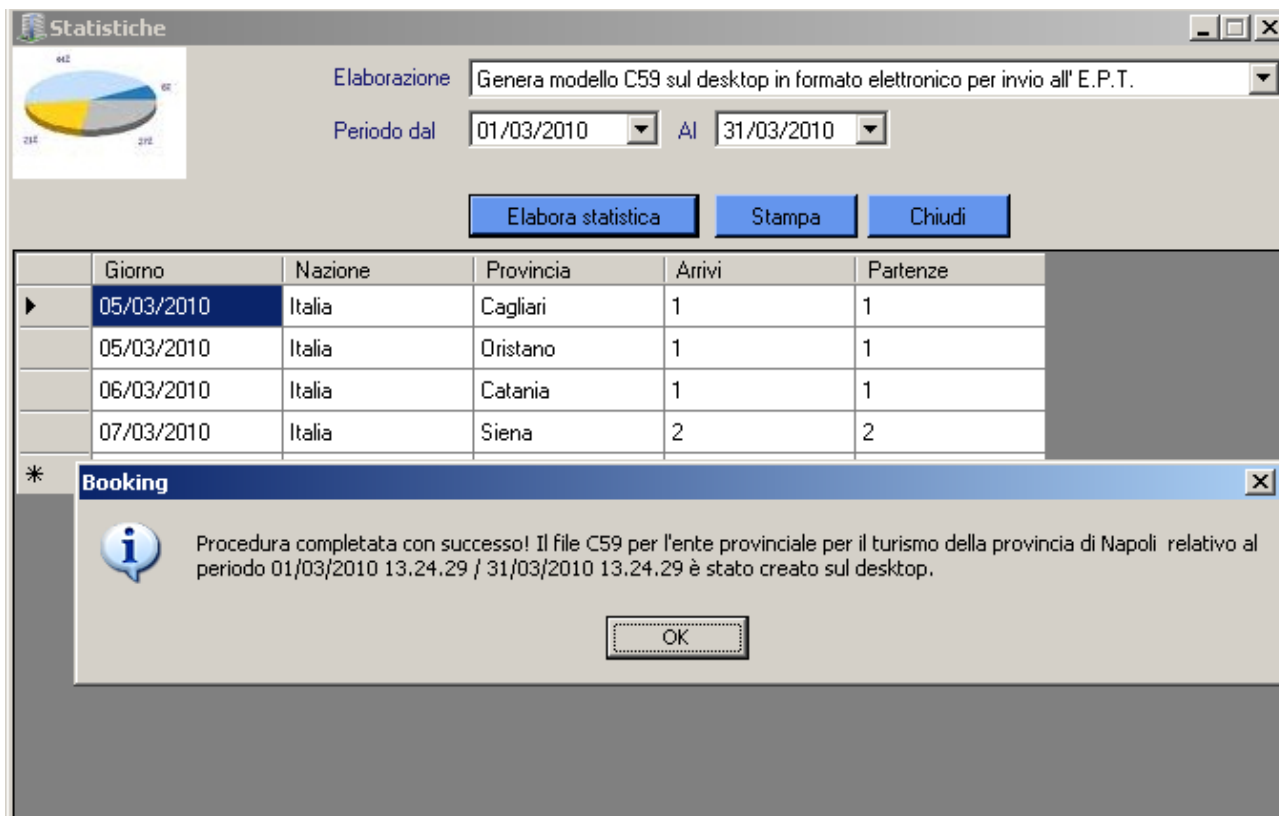 Statistiche
Elaborazione Genera modello C59 sul desktop in formato elettronico per invio all' E.P.T.
Periodo dal 01/03/2010 Al 31/03/2010
Elabora statistica Stampa Chiudi
Giorno Nazione Provincia Arrivi Partenze
05/03/2010 Italia Cagliari 1 1
05/03/2010 Italia Oristano 1 1
06/03/2010 Italia Catania 1 1
07/03/2010 Italia Siena 2 2
Booking
Procedura completata con successo! Il file C59 per l'ente provinciale per il turismo della provincia di Napoli relativo al
periodo 01/03/2010 13.24.29 / 31/03/2010 13.24.29 è stato creato sul desktop.
OK